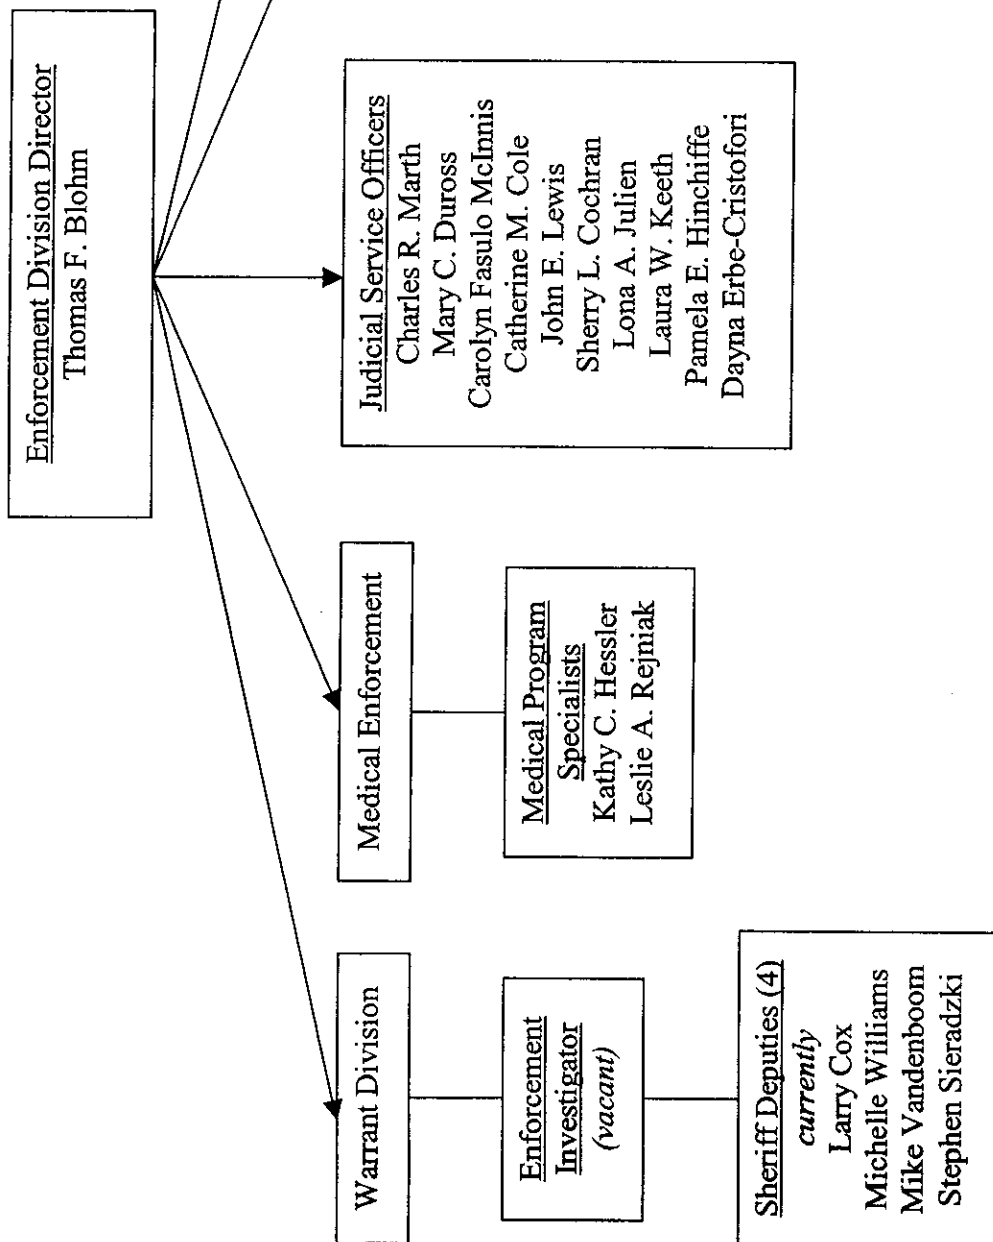 Enforcement Division Director
Thomas F. Blohm
Warrant Division
Enforcement
Investigator
(vacant)
Sheriff Deputies (4)
currently
Larry Cox
Michelle Williams
Mike Vandenboom
Stephen Sieradzki
Medical Enforcement
Medical Program
Specialists
Kathy C. Hessler
Leslie A. Rejniak
Judicial Service Officers
Charles R. Marth
Mary C. Duross
Carolyn Fasulo McInnis
Catherine M. Cole
John E. Lewis
Sherry L. Cochran
Lona A. Julien
Laura W. Keeth
Pamela E. Hinchiffe
Dayna Erbe-Cristofori